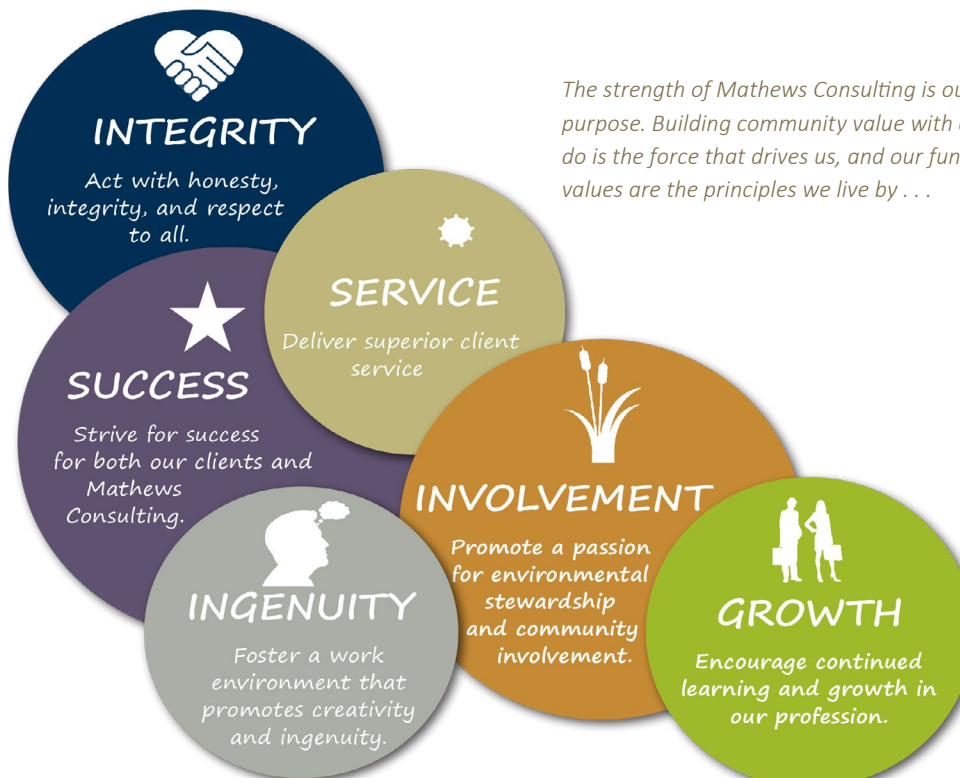 The strength of Mathews Consulting is
purpose. Building community value with
do is the force that drives us, and our
values are the principles we live by . . .
INTEGRITY
Act with honesty,
integrity, and respect
to all.
SERVICE
Deliver superior client
service
SUCCESS
Strive for success
for both our clients and
Mathews
Consulting.
INVOLVEMENT
Promote a passion
for environmental
stewardship
and community
involvement.
INGENUITY
Foster a work
environment that
promotes creativity
and ingenuity.
GROWTH
Encourage continued
learning and growth in
our profession.